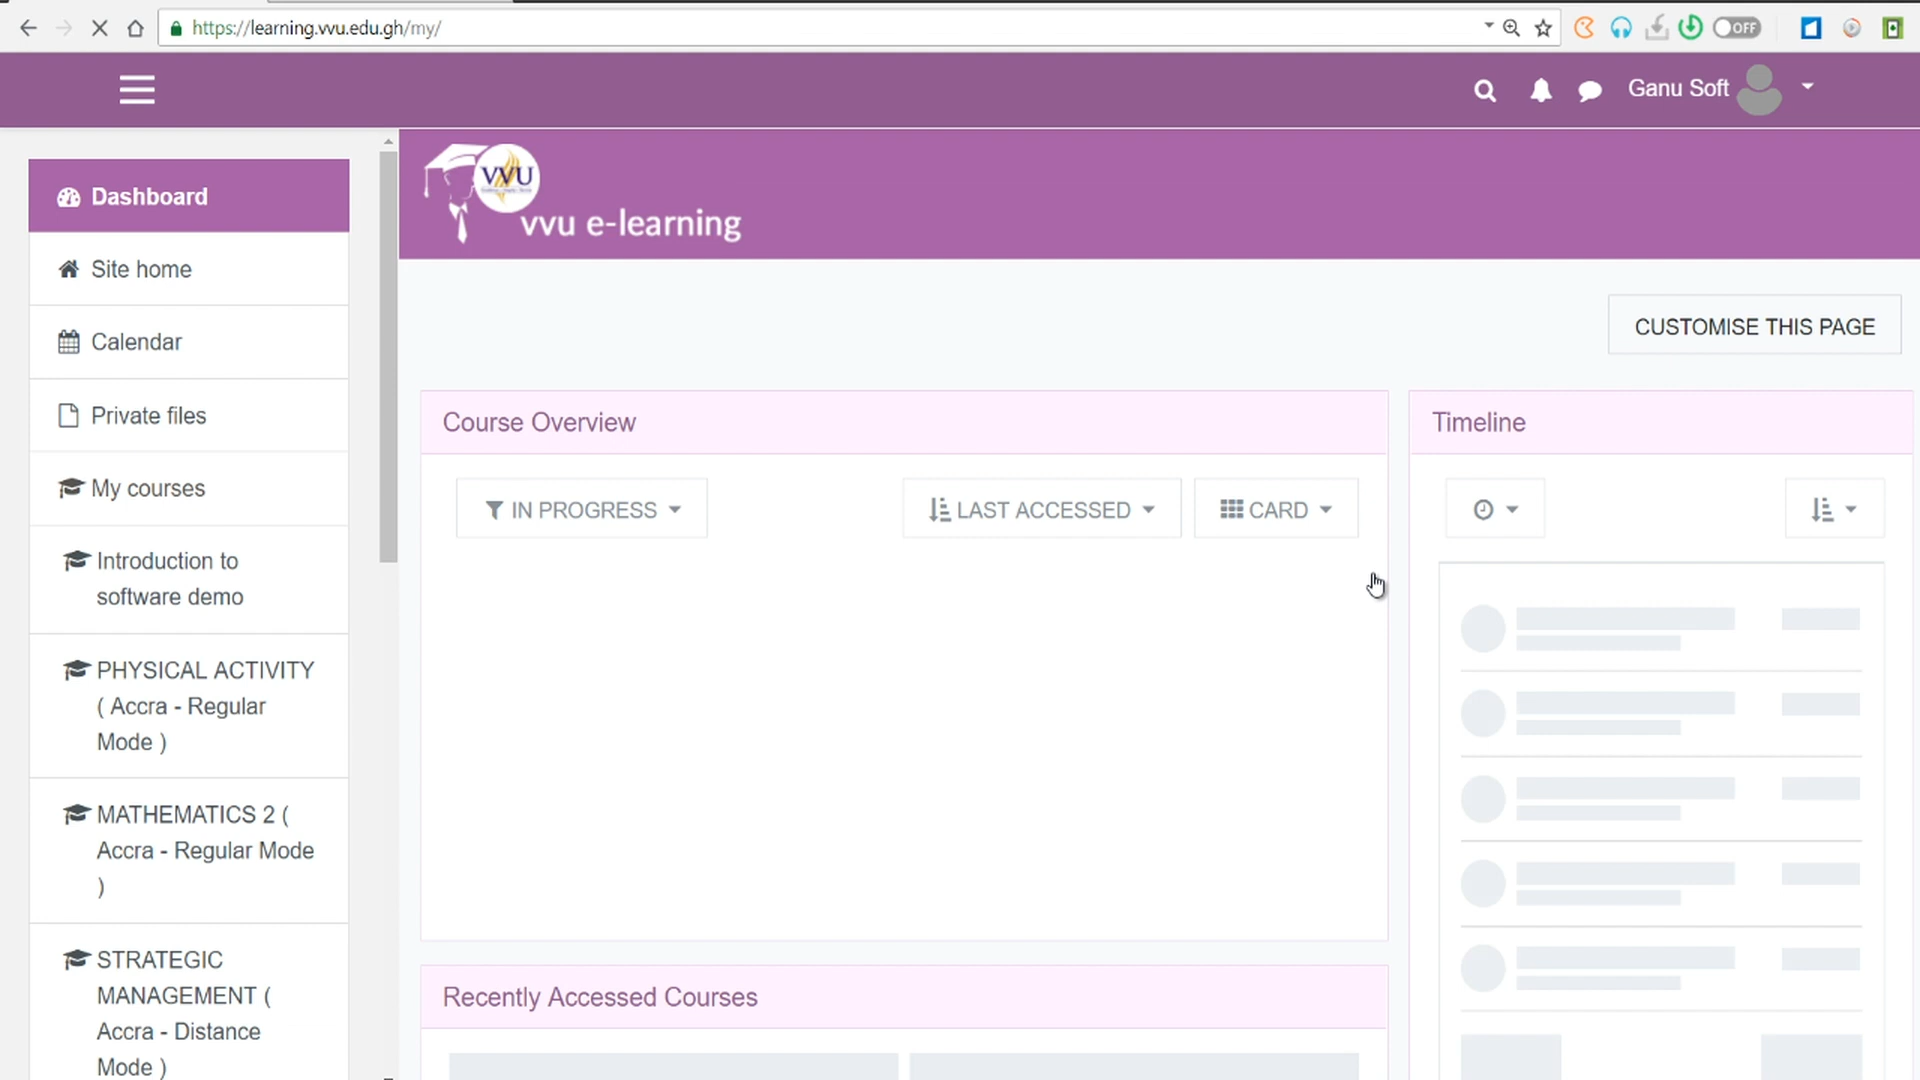 https://learning.vvu.edu.gh/my/
OFF
Ganu Soft
Dashboard
Site home
Calendar
Private files
My courses
Introduction to
software demo
PHYSICAL ACTIVITY
( Accra - Regular
Mode )
MATHEMATICS 2 (
Accra - Regular Mode
)
STRATEGIC
MANAGEMENT (
Accra - Distance
Mode )
VVU
vvu e-learning
CUSTOMISE THIS PAGE
Course Overview
IN PROGRESS
LAST ACCESSED
CARD
Recently Accessed Courses
Timeline